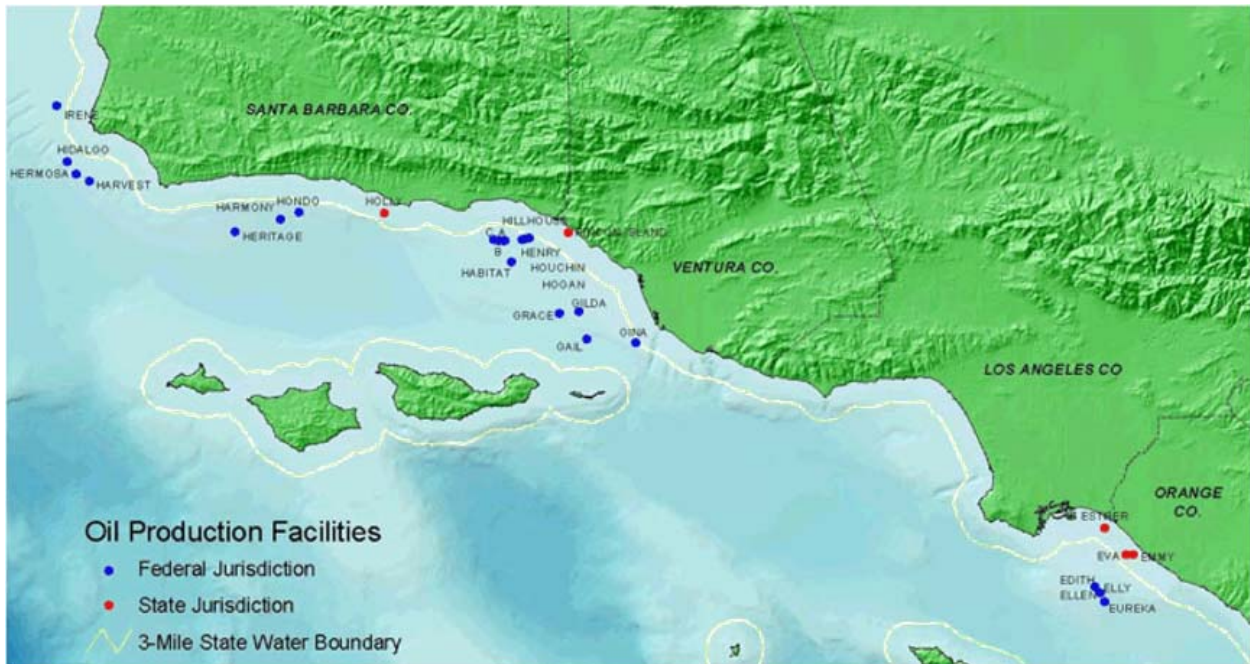 SANTA BARBARA CO.
IRENE
HIDALGO
HERMOSA
HARVEST
HONDO
HARMONY
HERITAGE
HOLLY
HILLHOUSE
C A
B
HENRY
HABITAT
HOUCHIN
HOGAN
VENTURA CO.
GILDA
GRACE
GINA
GAIL
LOS ANGELES CO
ORANGE
CO.
ESTHER
EVA
EMMY
EDITH
ELLY
ELLEN
EUREKA
Oil Production Facilities
Federal Jurisdiction
State Jurisdiction
3-Mile State Water Boundary